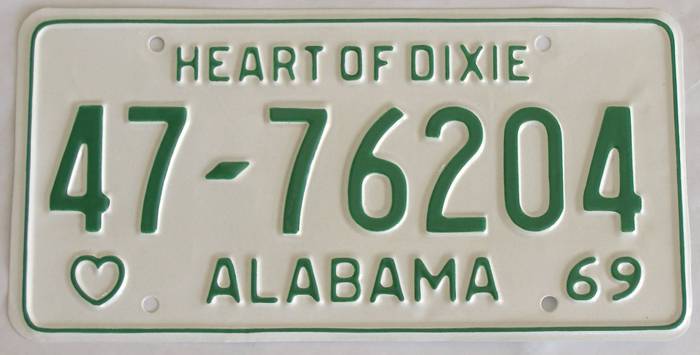 HEART OF DIXIE
47-76204
ALABAMA 69